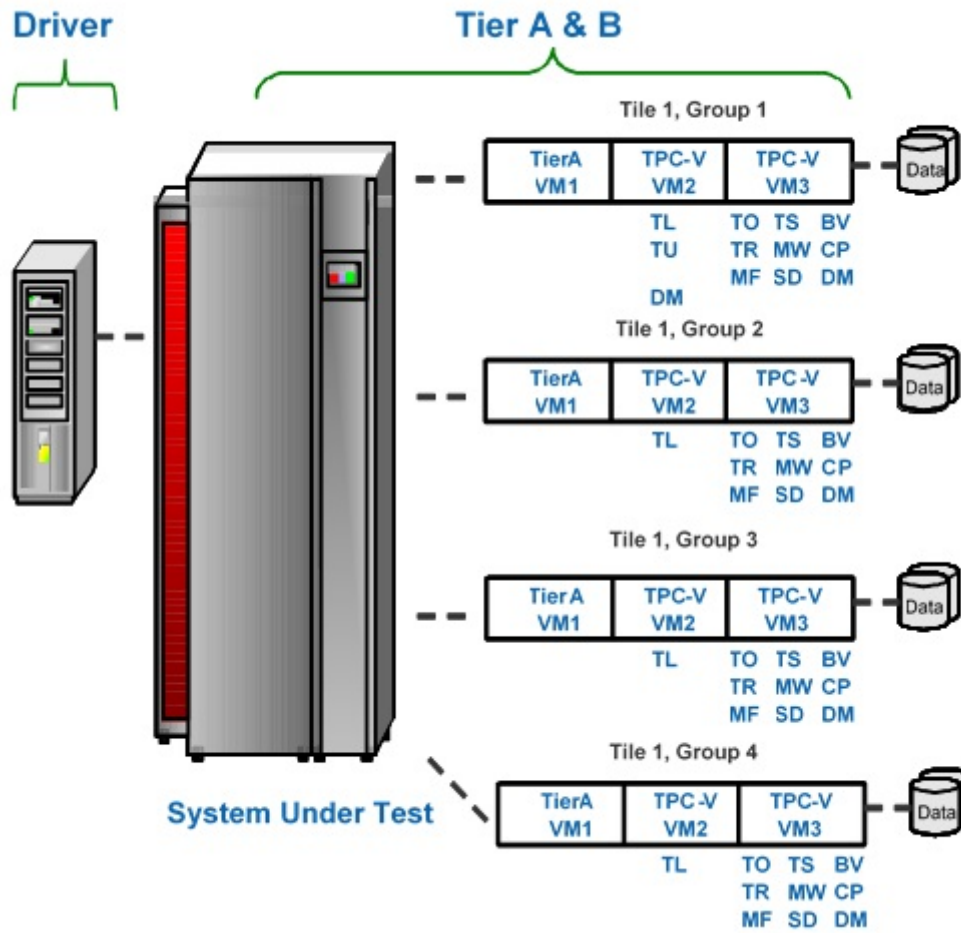 Driver
Tier A & B
Tile 1, Group 1
TierA VM1
TPC-V VM2
TPC-V VM3
Data
TL
TU
DM
TO TS BV
TR MW CP
MF SD DM
Tile 1, Group 2
TierA VM1
TPC-V VM2
TPC-V VM3
Data
TL
TO TS BV
TR MW CP
MF SD DM
Tile 1, Group 3
TierA VM1
TPC-V VM2
TPC-V VM3
Data
TL
TO TS BV
TR MW CP
MF SD DM
Tile 1, Group 4
System Under Test
TierA VM1
TPC-V VM2
TPC-V VM3
Data
TL
TO TS BV
TR MW CP
MF SD DM